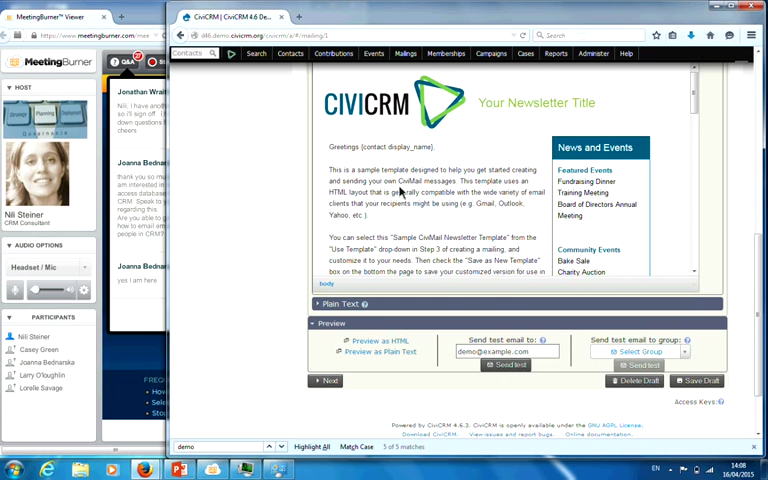 MeetingBurner™ Viewer
https://www.meetingburner.com/mee
MeetingBurner
HOST
Nili Steiner
CRM Consultant
AUDIO OPTIONS
Headset / Mic
PARTICIPANTS
Nili Steiner
Casey Green
Joanna Bednarska
Larry O'loughlin
Lorelle Savage
Q&A
Jonathan Wrait
Nili, i have anot
so i'll sign off. I
down questions f
cheers
Joanna Bednars
thank you so mu
am interested in
access databas
CRM. Speak to y
regarding this.
Are you able to
how to email ev
people in CRM?
Joanna Bednars
yes i am here
FREQ
How
Sele
Sto
CiviCRM | CiviCRM 4.6 De...
d46.demo.civicrm.org/civicrm/a/#/mailing/1
Search
Contacts
Search
Contacts
Contributions
Events
Mailings
Memberships
Campaigns
Cases
Reports
Administer
Help
CIVICRM
Your Newsletter Title
Greetings {contact.display_name},
This is a sample template designed to help you get started creating
and sending your own CiviMail messages. This template uses an
HTML layout that is generally compatible with the wide variety of email
clients that your recipients might be using (e.g. Gmail, Outlook,
Yahoo, etc.).
You can select this "Sample CiviMail Newsletter Template" from the
"Use Template" drop-down in Step 3 of creating a mailing, and
customize it to your needs. Then check the "Save as New Template"
box on the bottom the page to save your customized version for use in
News and Events
Featured Events
Fundraising Dinner
Training Meeting
Board of Directors Annual
Meeting
Community Events
Bake Sale
Charity Auction
body
Plain Text
Preview
Preview as HTML
Preview as Plain Text
Send test email to:
demo@example.com
Send test
Send test email to group:
Select Group
Send test
Next
Delete Draft
Save Draft
Access Keys:
Powered by CiviCRM 4.6.3. CiviCRM is openly available under the GNU AGPL License.
Download CiviCRM. View issues and report bugs. Online documentation.
demo
Highlight All
Match Case
5 of 5 matches
EN
14:08
16/04/2015